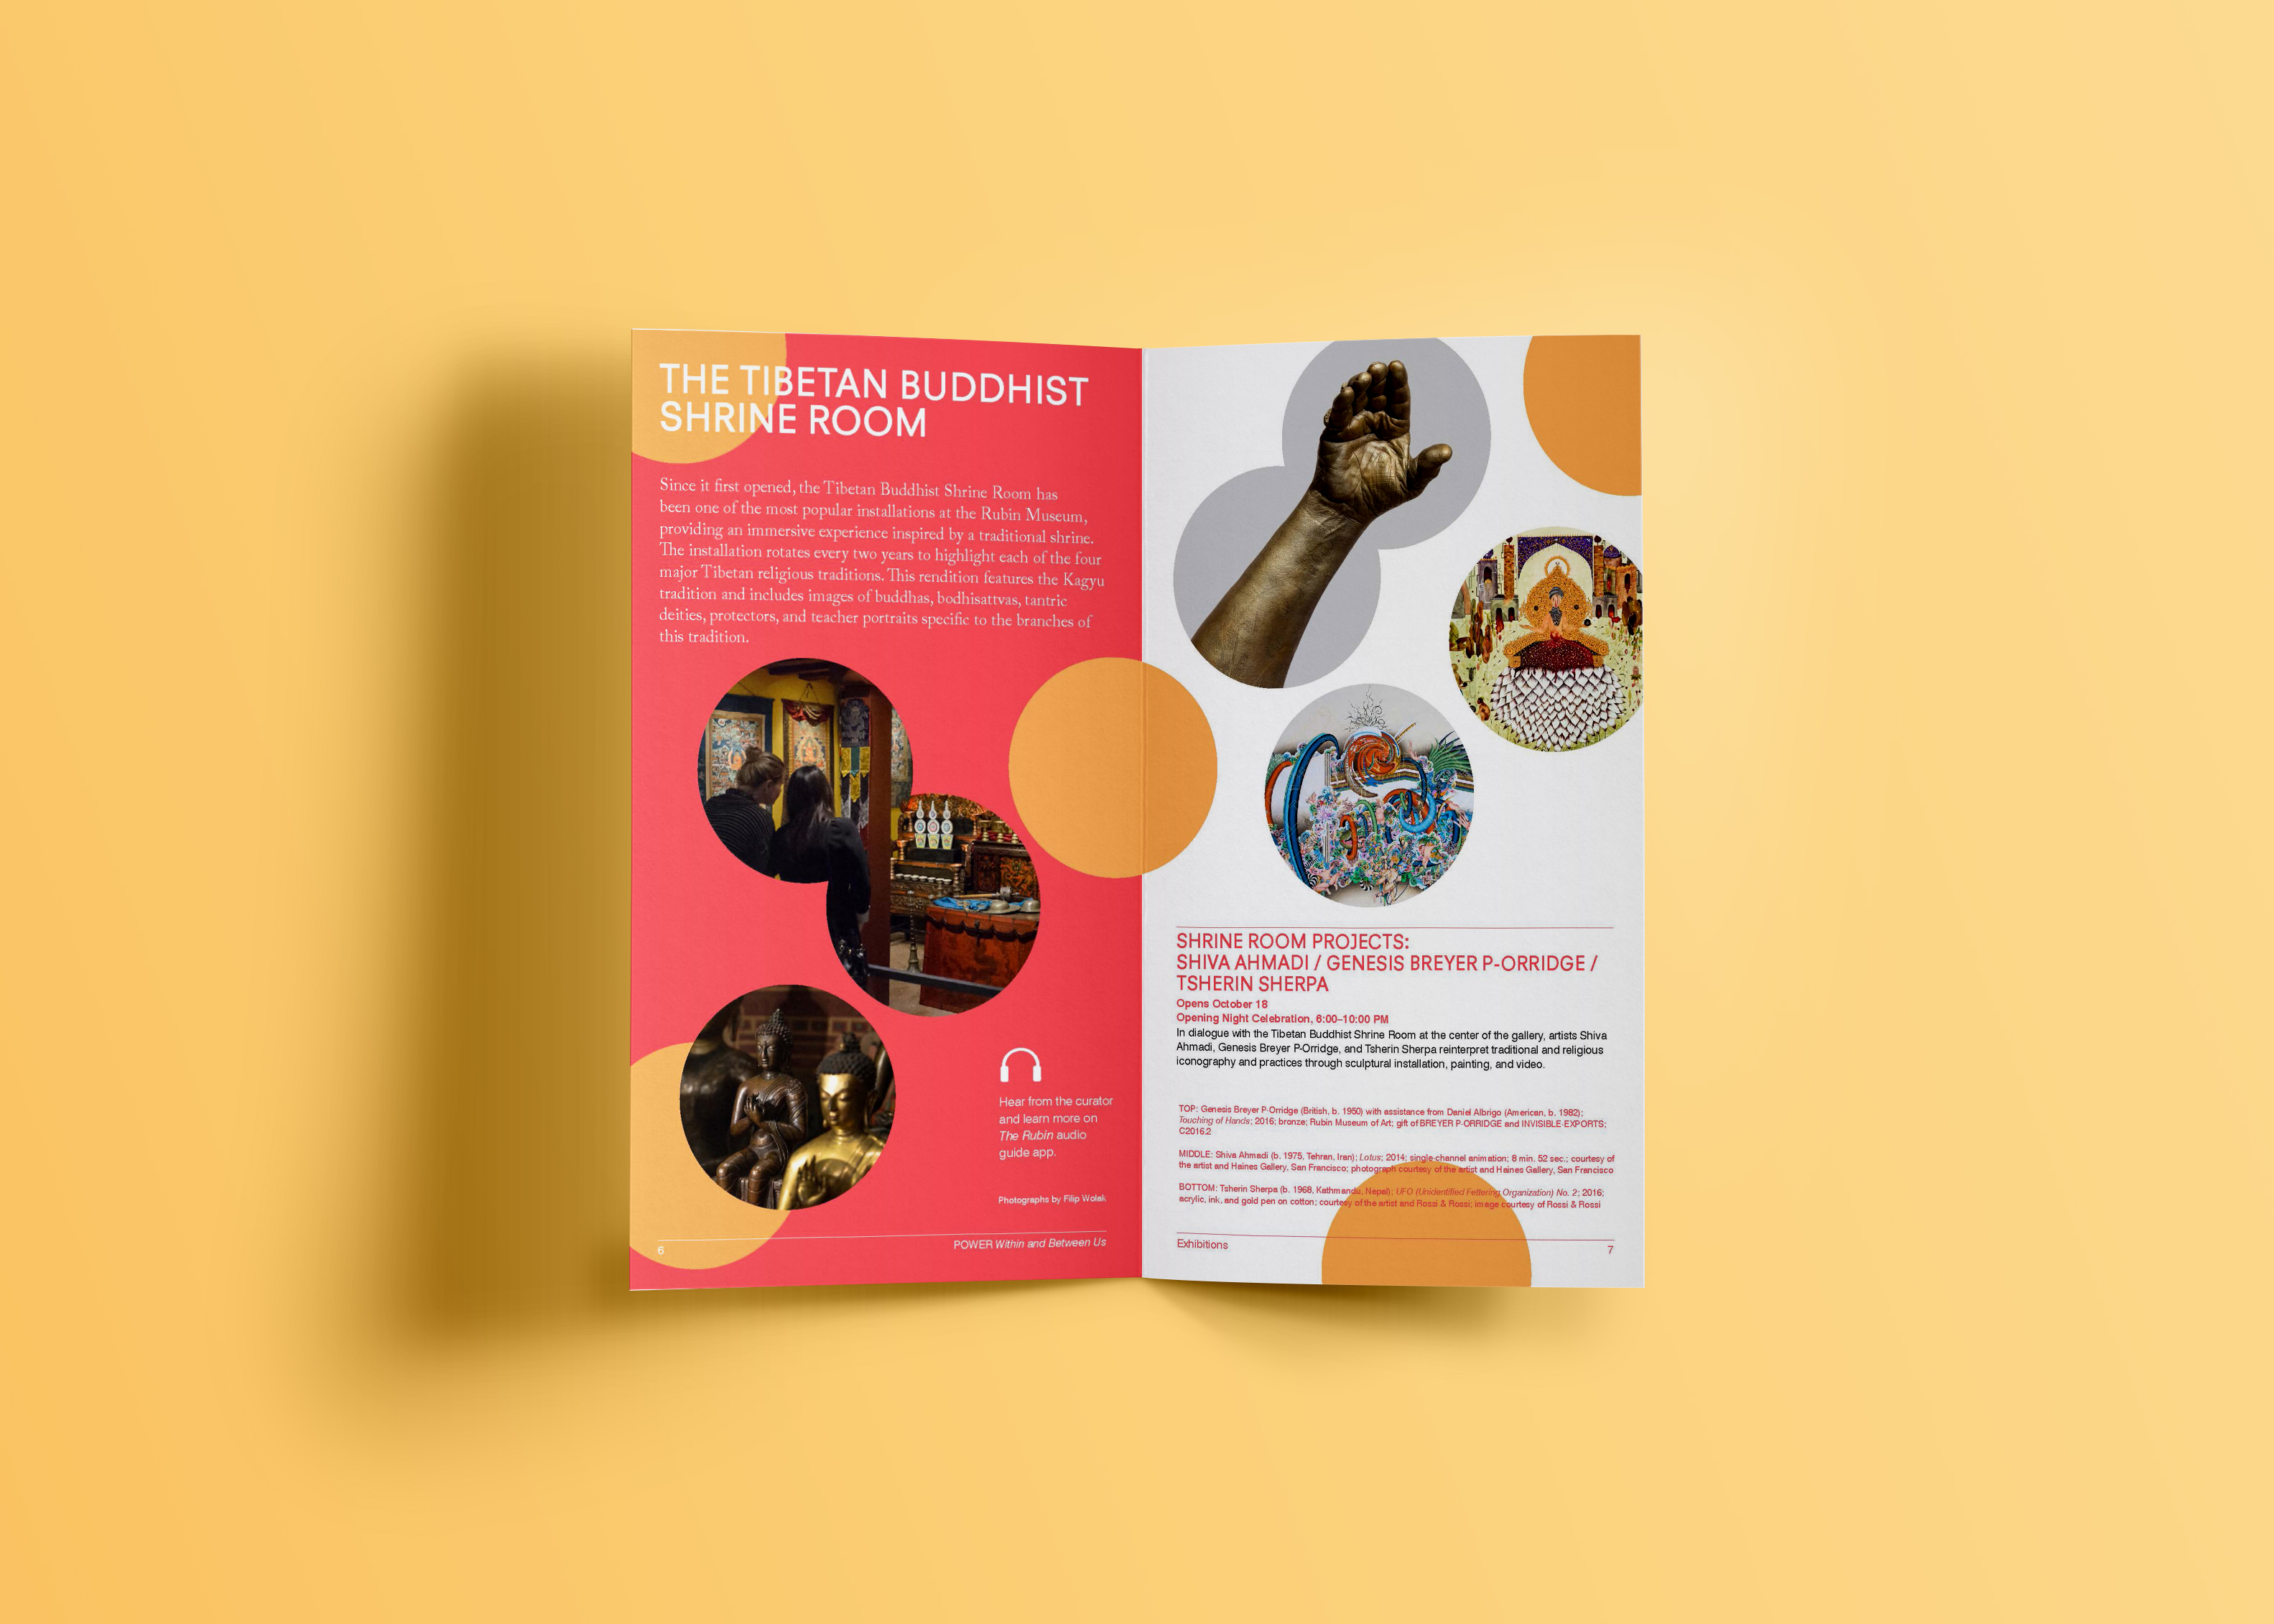 THE TIBETAN BUDDHIST
SHRINE ROOM
Since it first opened, the Tibetan Buddhist Shrine Room has
been one of the most popular installations at the Rubin Museum,
providing an immersive experience inspired by a traditional shrine.
The installation rotates every two years to highlight each of the four
major Tibetan religious traditions. This rendition features the Kagyu
tradition and includes images of buddhas, bodhisattvas, tantric
deities, protectors, and teacher portraits specific to the branches of
this tradition.
Hear from the curator
and learn more on
The Rubin audio
guide app.
Photographs by Filip Wolak
6
POWER Within and Between Us
SHRINE ROOM PROJECTS:
SHIVA AHMADI / GENESIS BREYER P-ORRIDGE /
TSHERIN SHERPA
Opens October 18
Opening Night Celebration, 6:00–10:00 PM
In dialogue with the Tibetan Buddhist Shrine Room at the center of the gallery, artists Shiva
Ahmadi, Genesis Breyer P-Orridge, and Tsherin Sherpa reinterpret traditional and religious
iconography and practices through sculptural installation, painting, and video.
TOP: Genesis Breyer P-Orridge (British, b. 1950) with assistance from Daniel Albrigo (American, b. 1982);
Touching of Hands; 2016; bronze; Rubin Museum of Art; gift of BREYER P-ORRIDGE and INVISIBLE-EXPORTS;
C2016.2
MIDDLE: Shiva Ahmadi (b. 1975, Tehran, Iran); Lotus; 2014; single-channel animation; 8 min. 52 sec.; courtesy of
the artist and Haines Gallery, San Francisco; photograph courtesy of the artist and Haines Gallery, San Francisco
BOTTOM: Tsherin Sherpa (b. 1968, Kathmandu, Nepal); UFO (Unidentified Fettering Organization) No. 2; 2016;
acrylic, ink, and gold pen on cotton; courtesy of the artist and Rossi & Rossi; image courtesy of Rossi & Rossi
Exhibitions
7